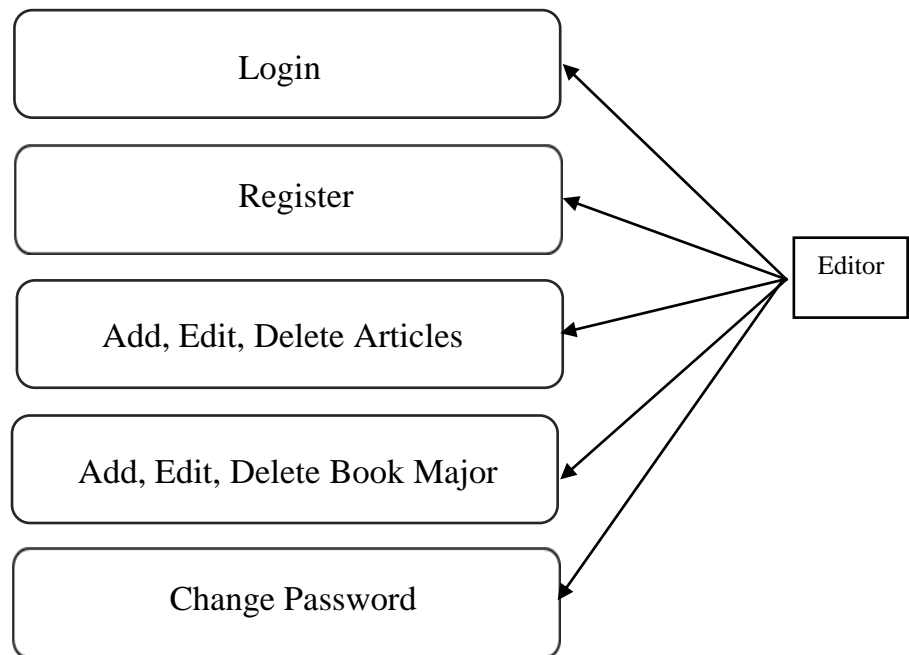 Login
Register
Editor
Add, Edit, Delete Articles
Add, Edit, Delete Book Major
Change Password